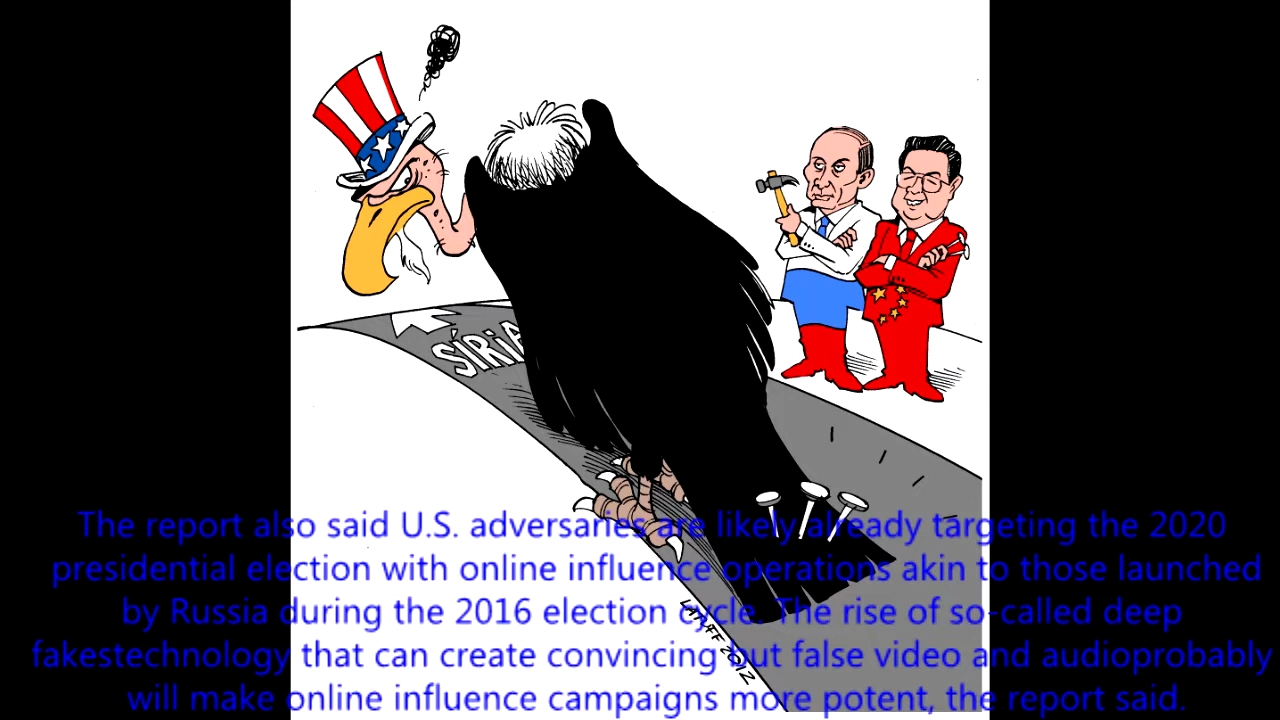 SÍRIA
The report also said U.S. adversaries are likely already targeting the 2020
presidential election with online influence operations akin to those launched
by Russia during the 2016 election cycle. The rise of so-called deep
fakestechnology that can create convincing but false video and audioprobably
will make online influence campaigns more potent, the report said.
LATUFF 2012